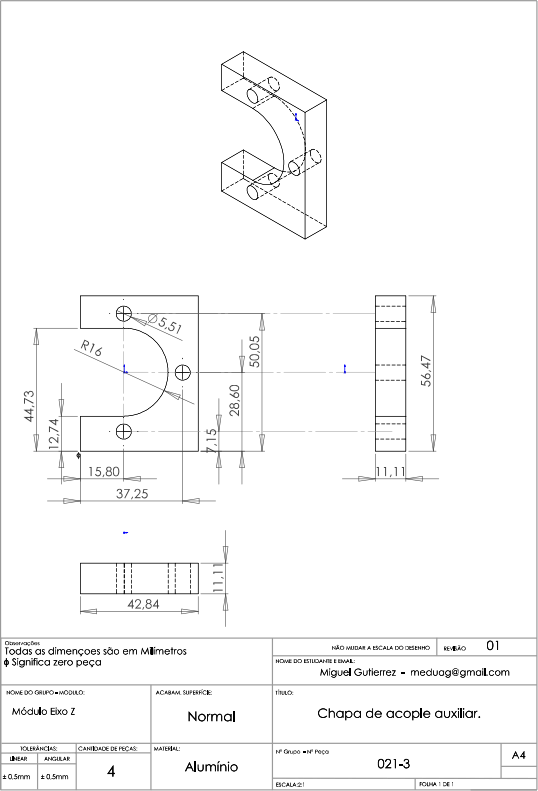 Ø5,51
R16
50,05
56,47
44,73
28,60
12,74
7,15
ф
15,80
11,11
37,25
11,11
42,84
Observações
Todas as dimençoes são em Milimetros
ф Significa zero peça
NÃO MUDAR A ESCALA DO DESENHO
REVISÃO 01
NOME DO ESTUDANTE E EMAIL:
Miguel Gutierrez - meduag@gmail.com
NOME DO GRUPO-MÓDULO:
Módulo Eixo Z
ACABAM. SUPERFÍCIE:
Normal
TÍTULO:
Chapa de acople auxiliar.
TOLERÂNCIAS:
LÍNEAR ANGULAR
± 0,5mm ± 0,5mm
CANTIDADE DE PEÇAS:
4
MATERÍAL:
Alumínio
Nº Grupo - Nº Peça
021-3
A4
ESCALA:2:1
FOLHA 1 DE 1